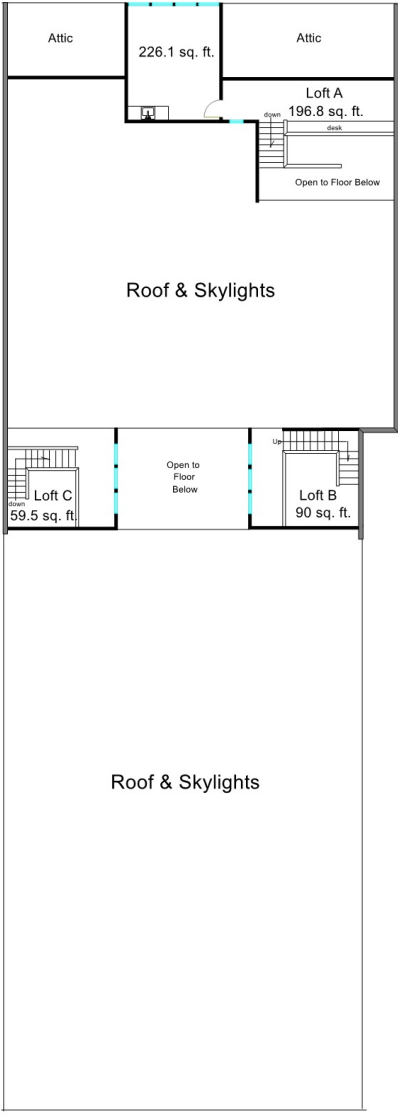 Attic
226.1 sq. ft.
Attic
Loft A
196.8 sq. ft.
down
desk
Open to Floor Below
Roof & Skylights
Open to
Floor
Below
Up
Loft C
down
59.5 sq. ft.
Loft B
90 sq. ft.
Roof & Skylights